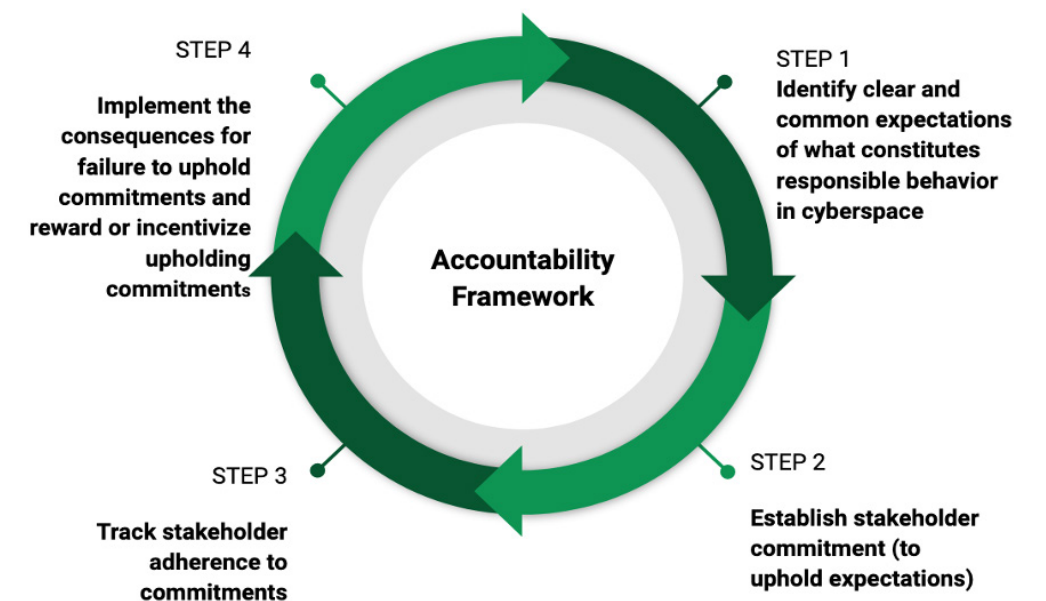 STEP 1
Identify clear and
common expectations
of what constitutes
responsible behavior
in cyberspace
STEP 2
Establish stakeholder
commitment (to
uphold expectations)
STEP 3
Track stakeholder
adherence to
commitments
STEP 4
Implement the
consequences for
failure to uphold
commitments and
reward or incentivize
upholding
commitments
Accountability
Framework